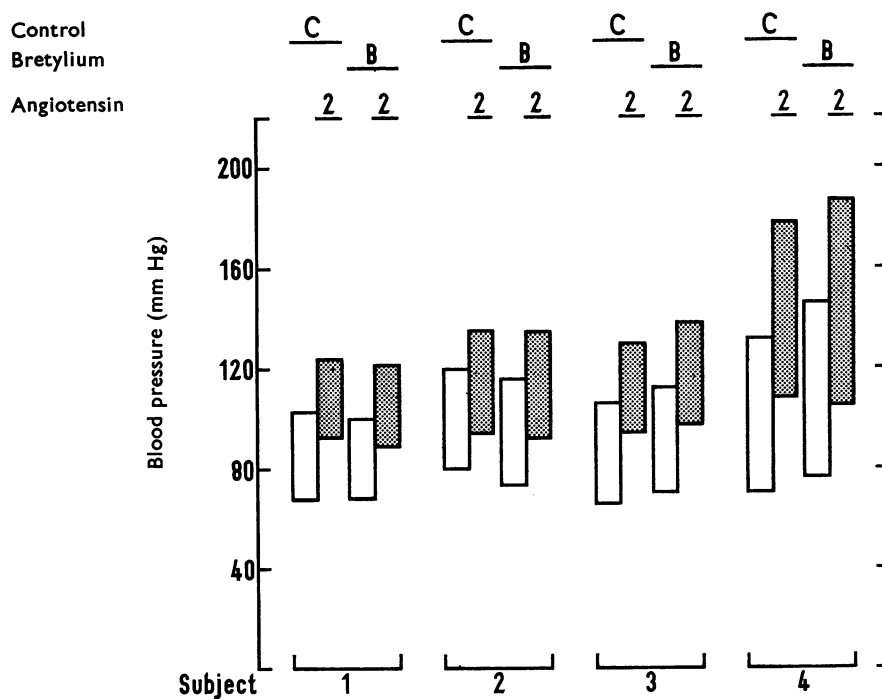 Control C C C C
Bretylium B B B B
Angiotensin 2 2 2 2 2 2 2 2
200
160
120
80
40
Blood pressure (mm Hg)
Subject 1 2 3 4